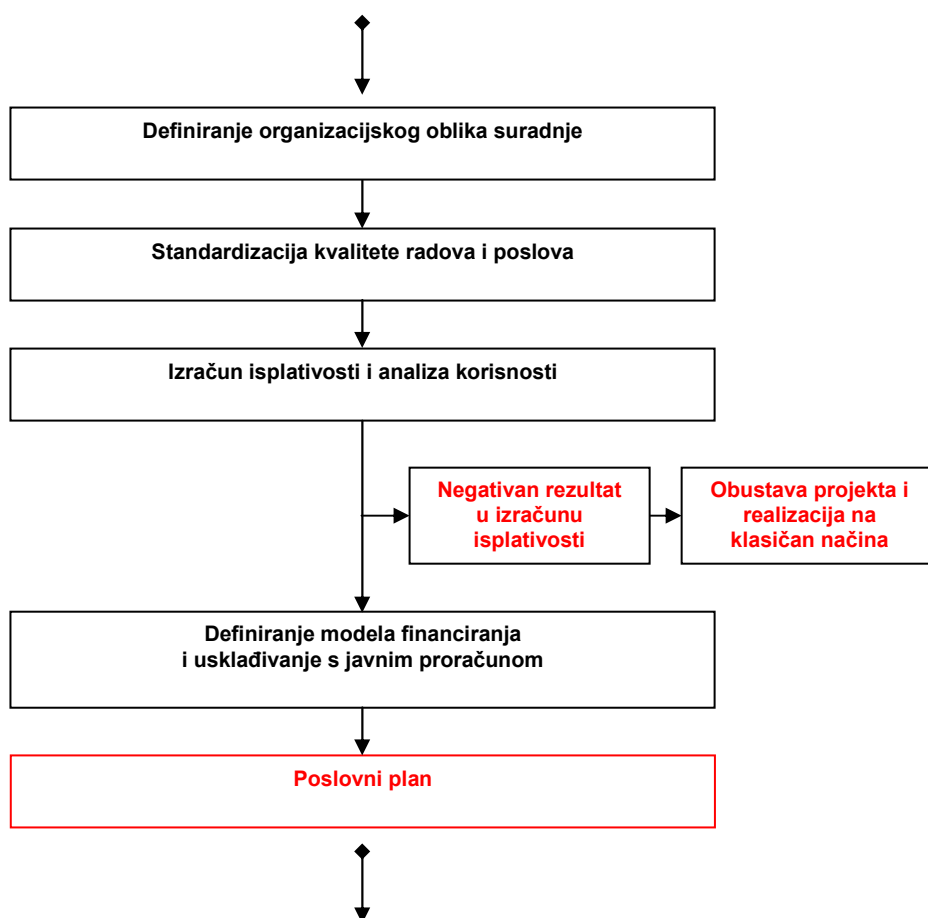 Definiranje organizacijskog oblika suradnje
Standardizacija kvalitete radova i poslova
Izračun isplativosti i analiza korisnosti
Negativan rezultat
u izračunu
isplativosti
Obustava projekta i
realizacija na
klasičan načina
Definiranje modela financiranja
i usklađivanje s javnim proračunom
Poslovni plan